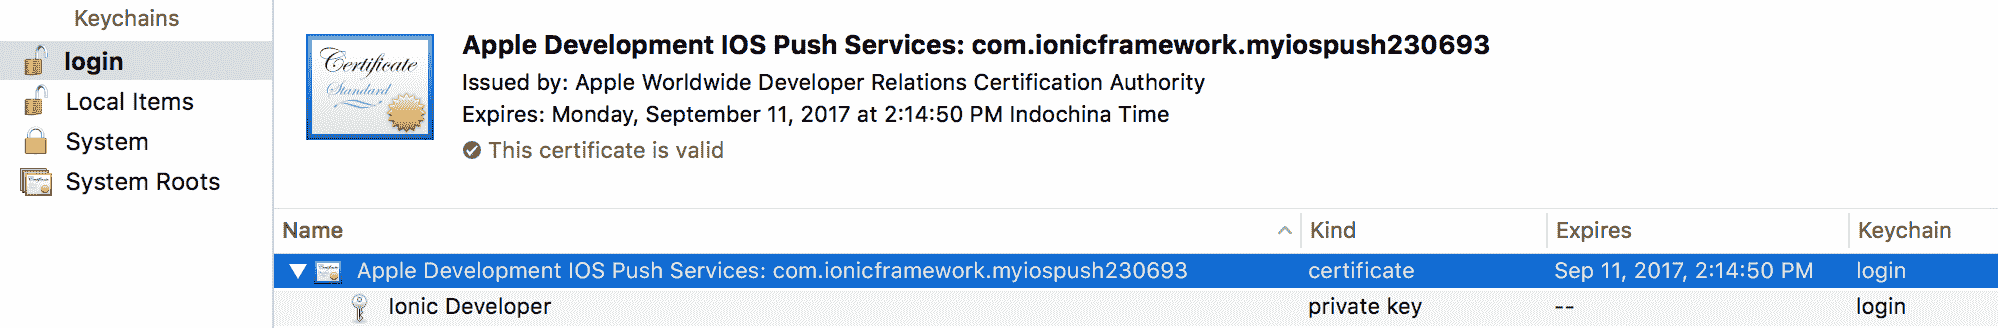 Keychains
login
Local Items
System
System Roots
Certificate
Standard
Apple Development IOS Push Services: com.ionicframework.myiospush230693
Issued by: Apple Worldwide Developer Relations Certification Authority
Expires: Monday, September 11, 2017 at 2:14:50 PM Indochina Time
This certificate is valid
Name Kind Expires Keychain
Apple Development IOS Push Services: com.ionicframework.myiospush230693 certificate Sep 11, 2017, 2:14:50 PM login
Ionic Developer private key -- login